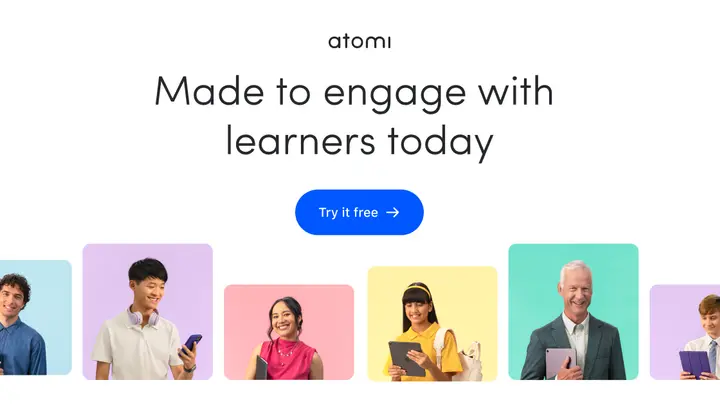 atomi
Made to engage with
learners today
Try it free →